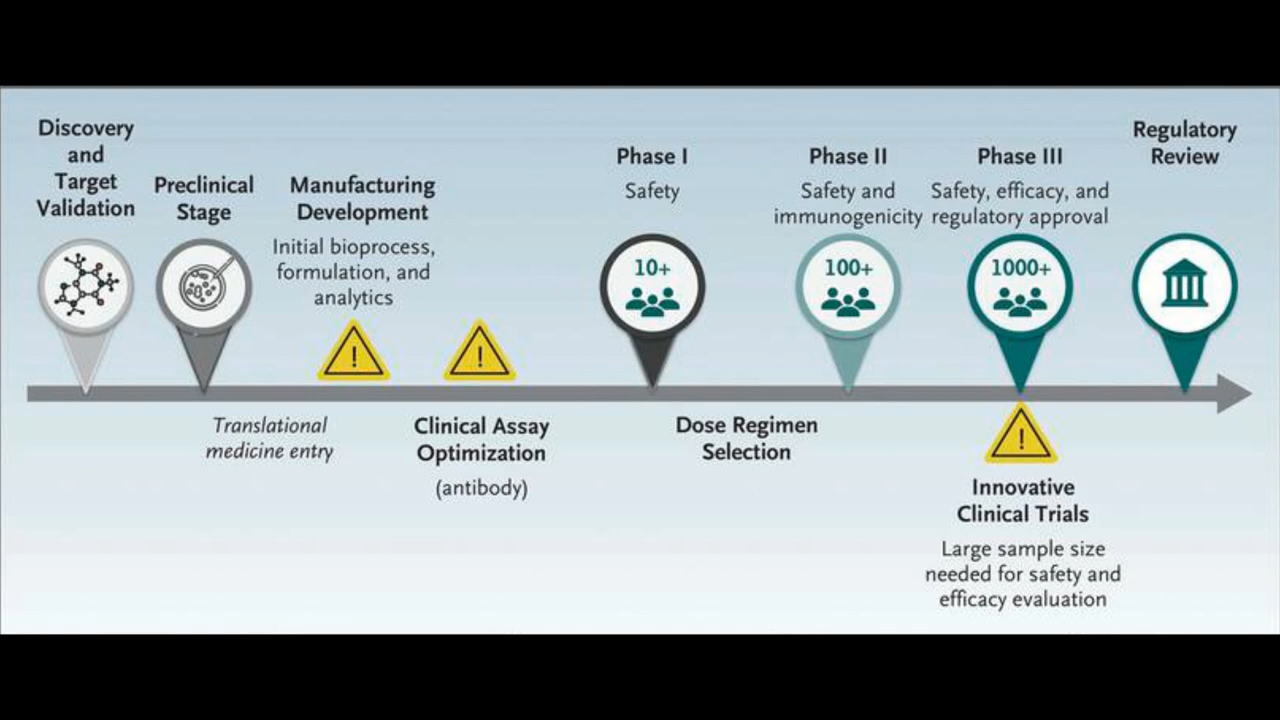 Discovery
and
Target
Validation
Preclinical
Stage
Manufacturing
Development
Initial bioprocess,
formulation, and
analytics
!
!
Phase I
Safety
10+
Phase II
Safety and
immunogenicity
100+
Phase III
Safety, efficacy, and
regulatory approval
1000+
Regulatory
Review
Translational
medicine entry
Clinical Assay
Optimization
(antibody)
Dose Regimen
Selection
!
Innovative
Clinical Trials
Large sample size
needed for safety and
efficacy evaluation